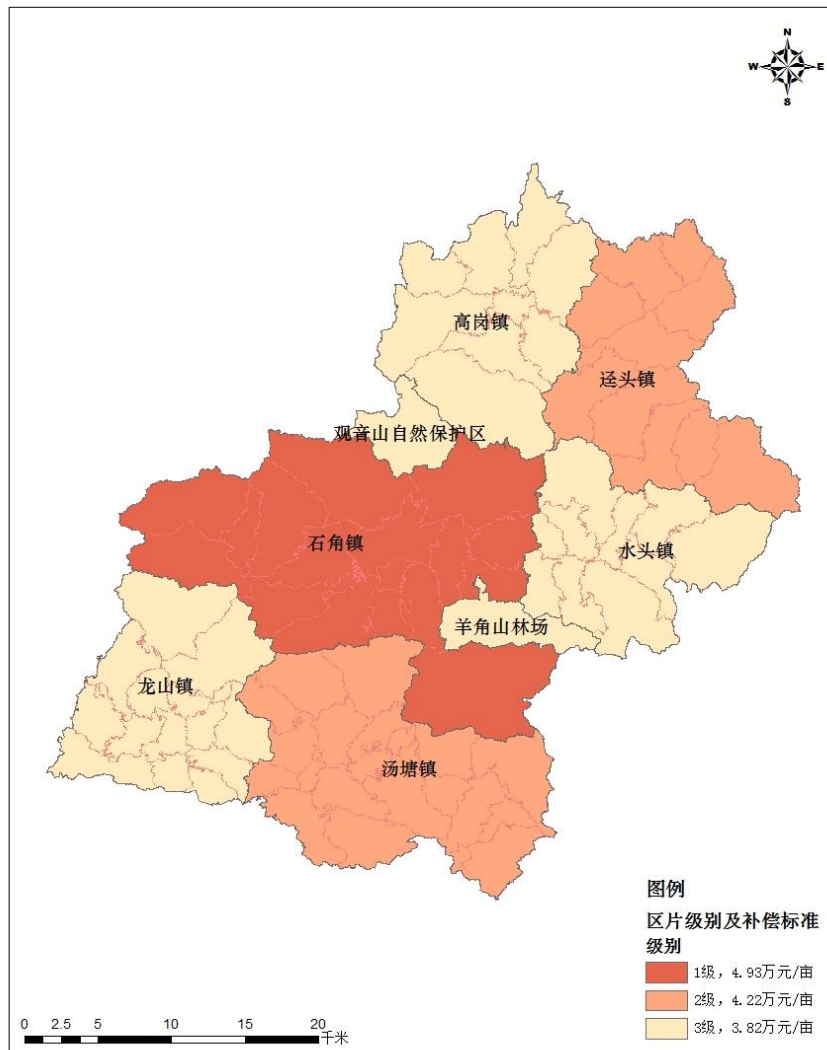 N
W E
S
高岗镇
迳头镇
观音山自然保护区
石角镇
水头镇
羊角山林场
龙山镇
汤塘镇
图例
区片级别及补偿标准
级别
1级，4.93万元/亩
2级，4.22万元/亩
3级，3.82万元/亩
0 2.5 5 10 15 20
千米